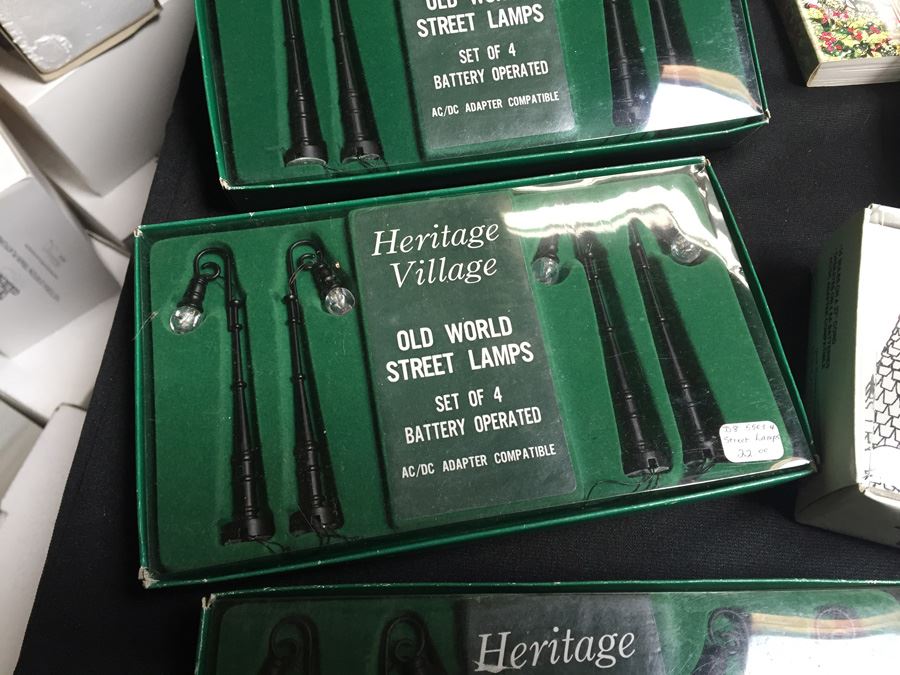 OLD WORLD
STREET LAMPS
SET OF 4
BATTERY OPERATED
AC/DC ADAPTER COMPATIBLE
Heritage
Village
OLD WORLD
STREET LAMPS
SET OF 4
BATTERY OPERATED
AC/DC ADAPTER COMPATIBLE
Street Lamps
22.00
Heritage